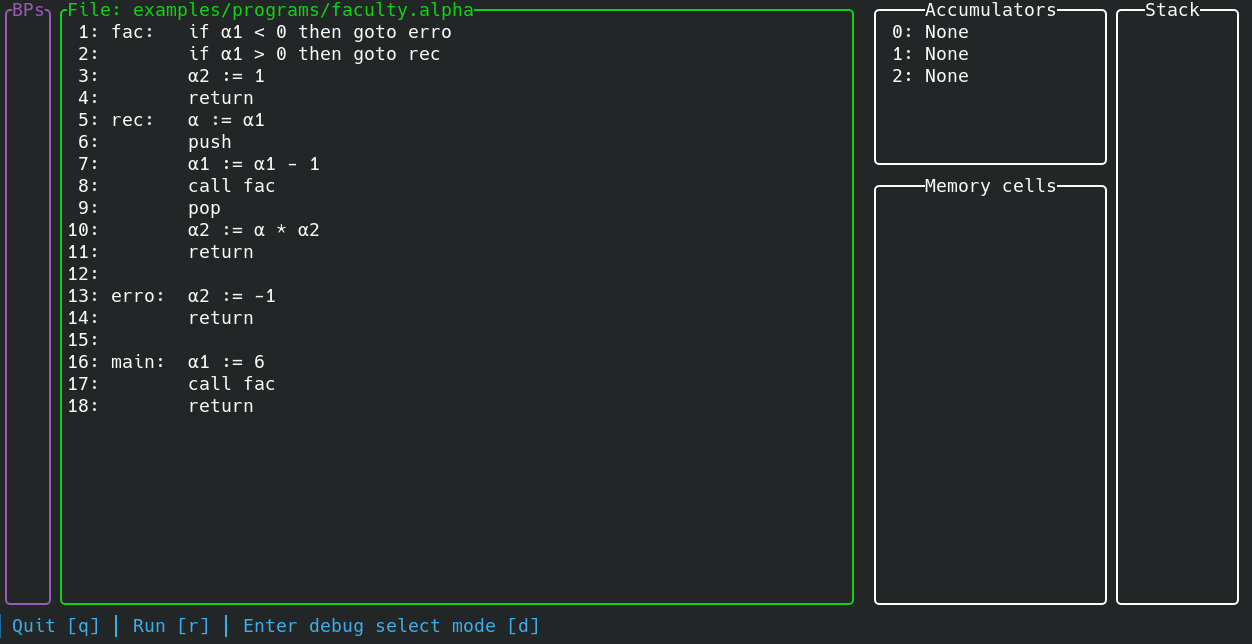 BPs
File: examples/programs/faculty.alpha
1: fac: if α1 < 0 then goto erro
2: if α1 > 0 then goto rec
3: α2 := 1
4: return
5: rec: α := α1
6: push
7: α1 := α1 - 1
8: call fac
9: pop
10: α2 := α * α2
11: return
12:
13: erro: α2 := -1
14: return
15:
16: main: α1 := 6
17: call fac
18: return
Accumulators
0: None
1: None
2: None
Memory cells
Stack
Quit [q] │ Run [r] │ Enter debug select mode [d]